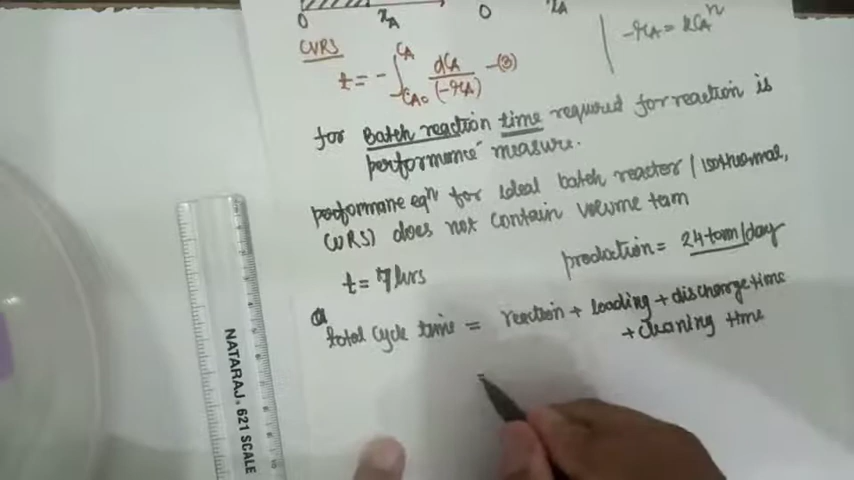 0 xA 0 xA
-rA = kCA^n
CVRS
t = - ∫ CA0 CA dCA/(-rA) -(3)
for Batch reaction time required for reaction is
performance measure.
performane eqn for ideal batch reactor / isothermal,
CVRS) does not contain volume term
t = 7 hrs
production = 24 tonn/day
total cycle time = reaction + loading + discharge time
+ cleaning time
=
NATARAJ 621 SCALE